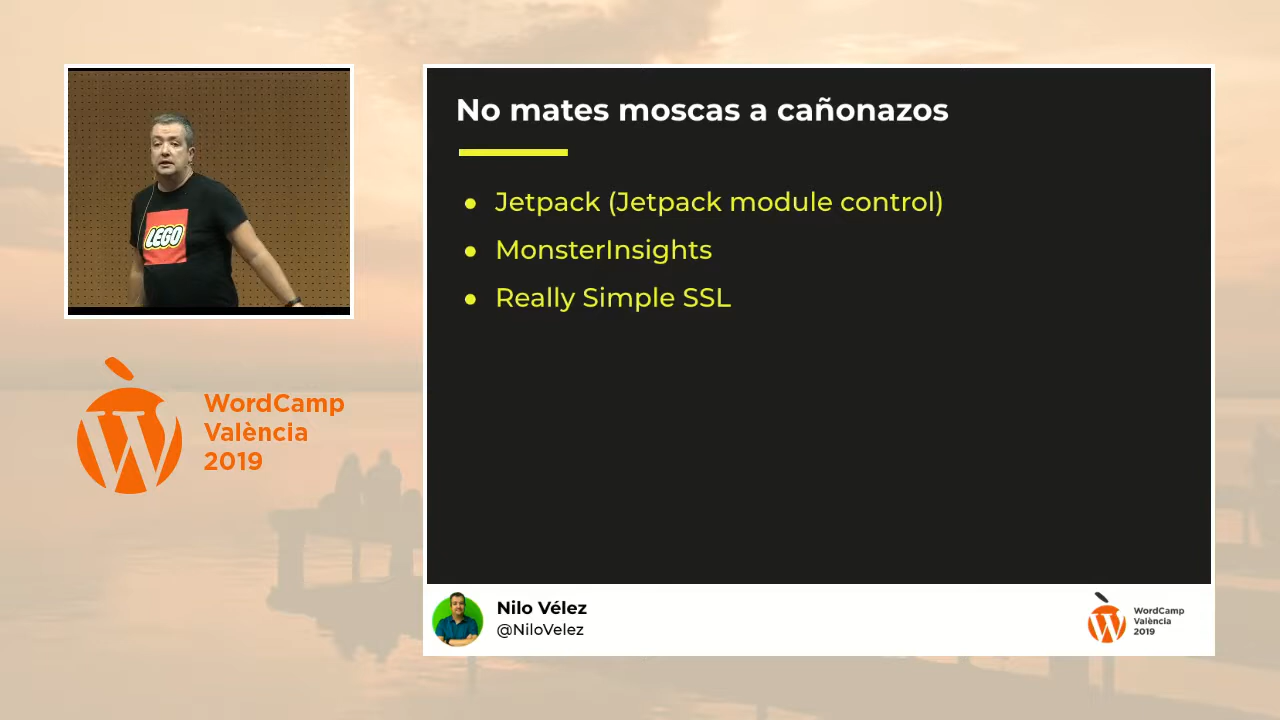 LEGO
WordCamp
València
2019
No mates moscas a cañonazos
● Jetpack (Jetpack module control)
● MonsterInsights
● Really Simple SSL
Nilo Vélez
@NiloVelez
WordCamp
València
2019